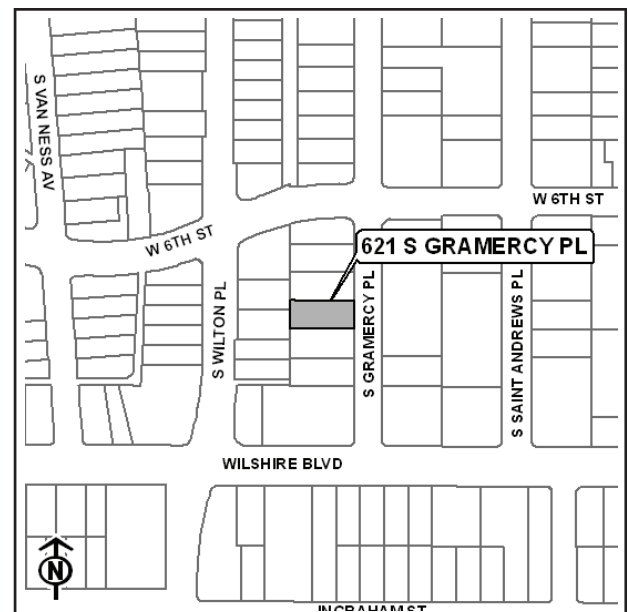 S VAN NESS AV
W 6TH ST
W 6TH ST
621 S GRAMERCY PL
S WILTON PL
S GRAMERCY PL
S SAINT ANDREWS PL
WILSHIRE BLVD
N
INGRAHAM ST